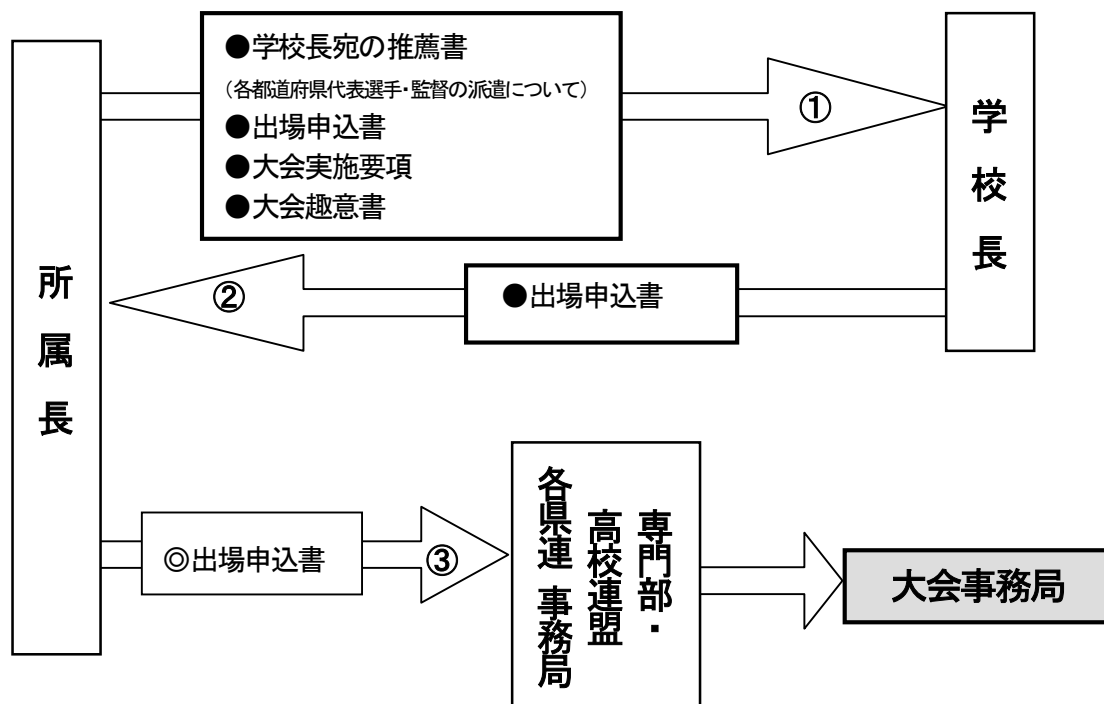 所属長
●学校長宛の推薦書
(各都道府県代表選手・監督の派遣について)
●出場申込書
●大会実施要項
●大会趣意書
①
学校長
②
●出場申込書
◎出場申込書
③
専門部・
高校連盟
各県連 事務局
大会事務局